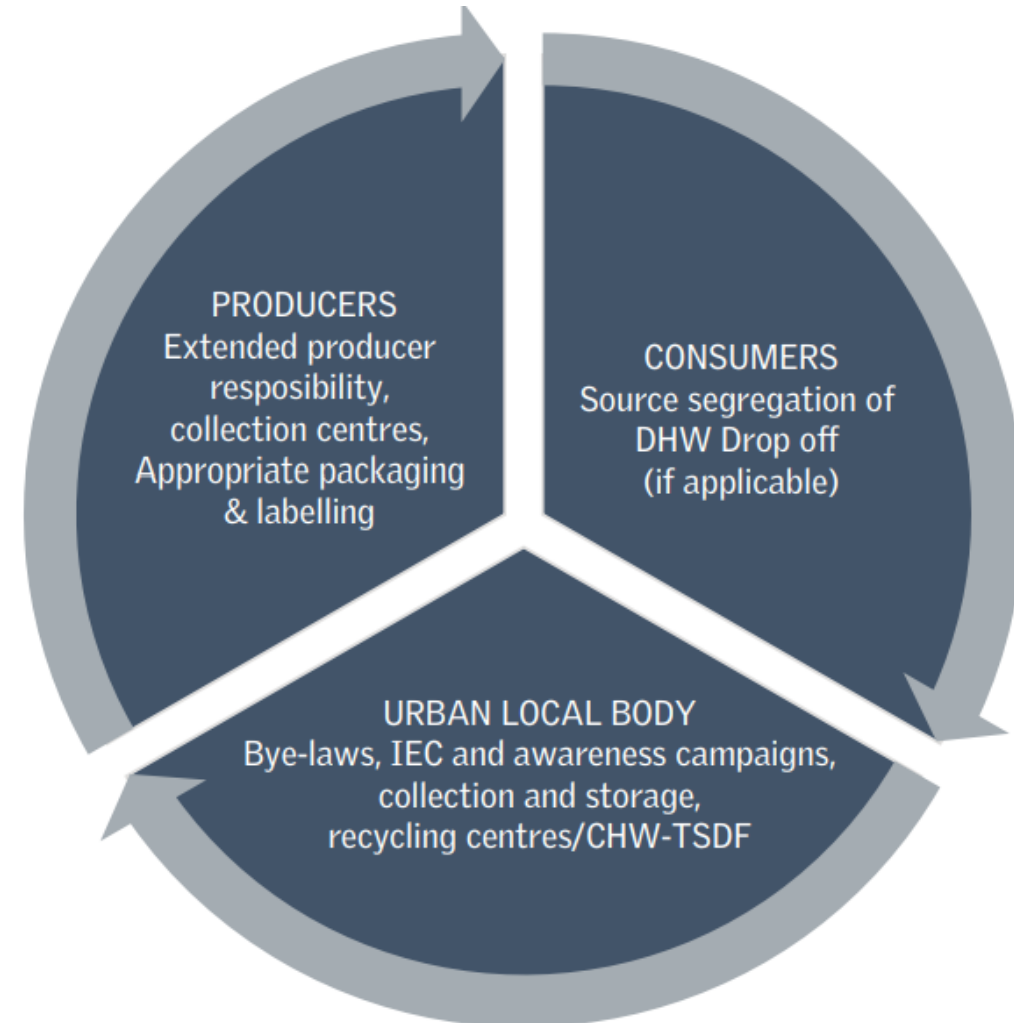 PRODUCERS
Extended producer
resposibility,
collection centres,
Appropriate packaging
& labelling
CONSUMERS
Source segregation of
DHW Drop off
(if applicable)
URBAN LOCAL BODY
Bye-laws, IEC and awareness campaigns,
collection and storage,
recycling centres/CHW-TSDF